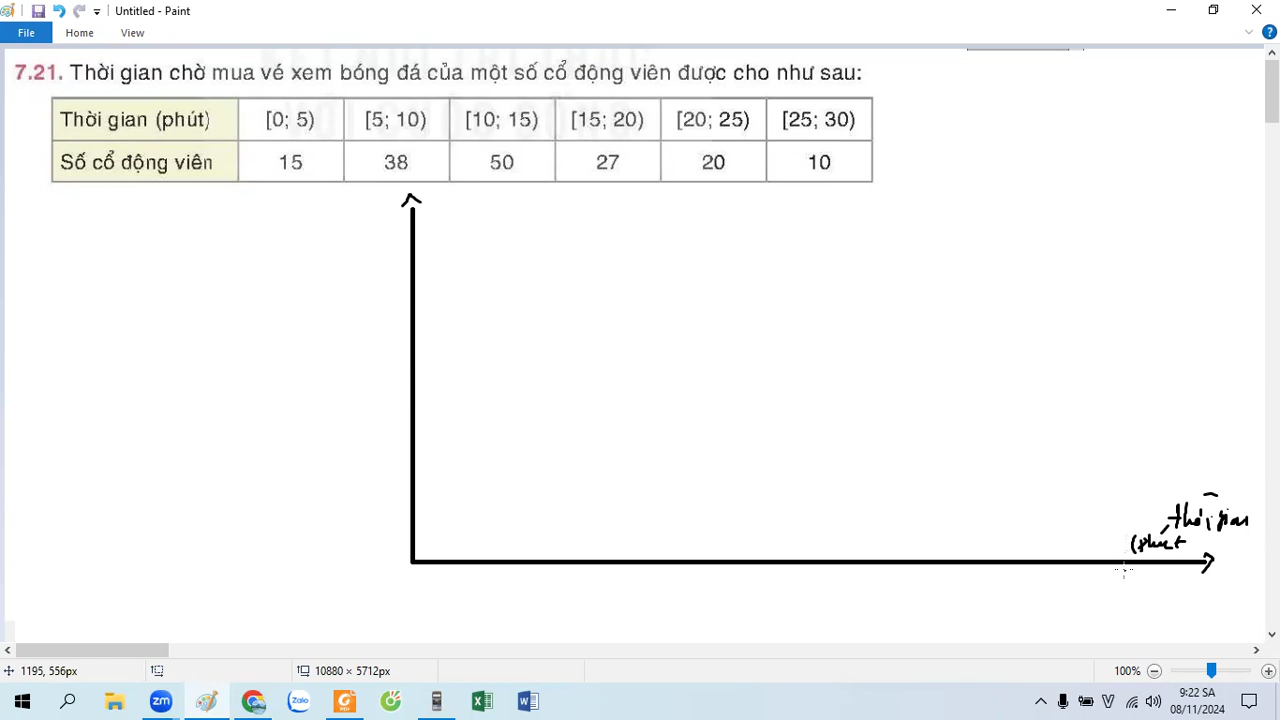 Untitled - Paint
File Home View
7.21. Thời gian chờ mua vé xem bóng đá của một số cổ động viên được cho như sau:
Thời gian (phút) [0; 5) [5; 10) [10; 15) [15; 20) [20; 25) [25; 30)
Số cổ động viên 15 38 50 27 20 10
thời gian
(phút
1195, 556px 10880 × 5712px 100%
zm Zalo PDF V 9:22 SA
08/11/2024